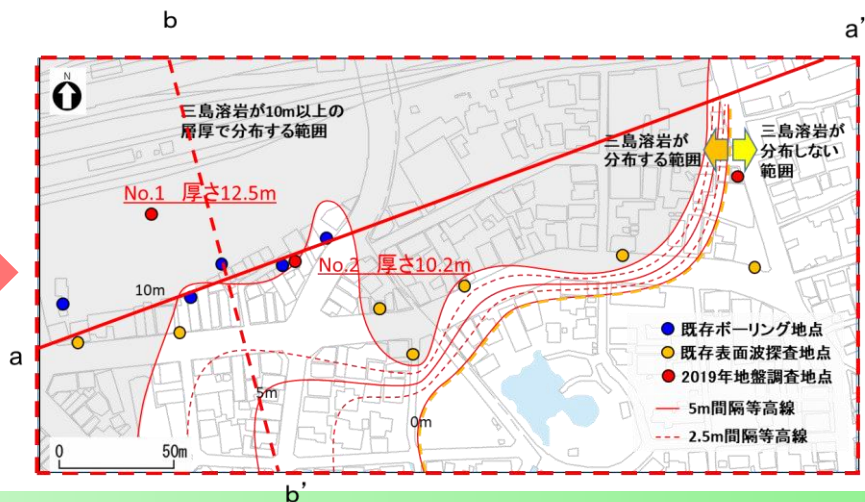 b
a'
N
三島溶岩が10m以上の
層厚で分布する範囲
三島溶岩が
分布する範囲
三島溶岩が
分布しない
範囲
No.1 厚さ12.5m
No.2 厚さ10.2m
10m
a
既存ボーリング地点
既存表面波探査地点
2019年地盤調査地点
5m間隔等高線
2.5m間隔等高線
5m
0m
0 50m
b'